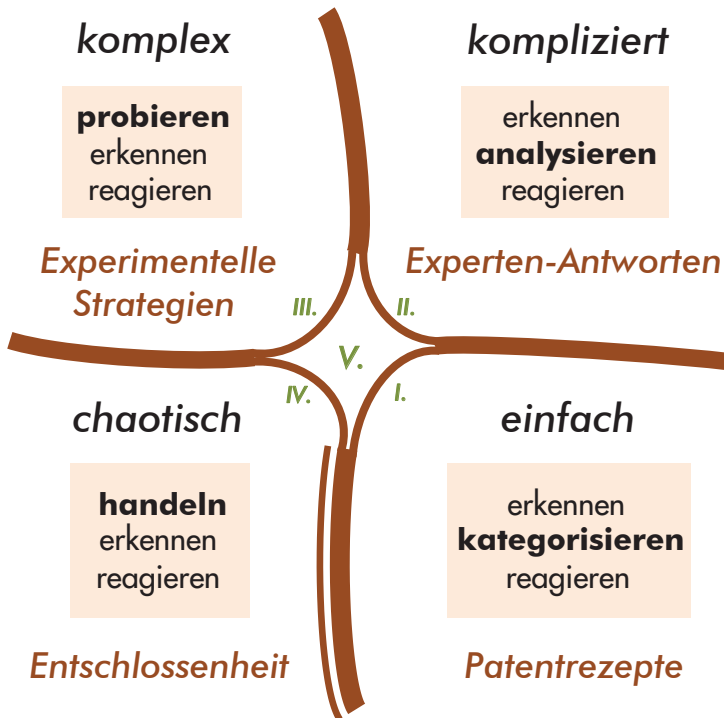 komplex
probieren
erkennen
reagieren
Experimentelle
Strategien
III.
kompliziert
erkennen
analysieren
reagieren
Experten-Antworten
II.
V.
chaotisch
IV.
handeln
erkennen
reagieren
Entschlossenheit
I.
einfach
erkennen
kategorisieren
reagieren
Patentrezepte